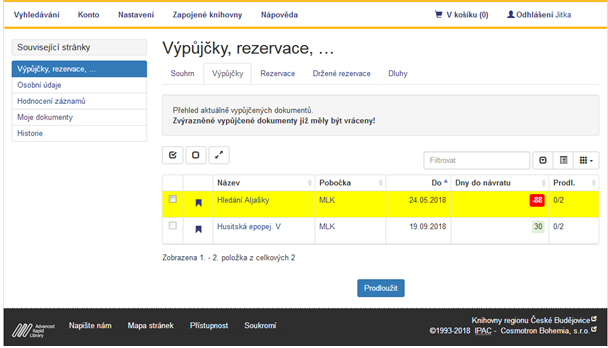 Vyhledávání Konto Nastavení Zapojené knihovny Nápověda V košíku (0) Odhlášení Jitka
Související stránky
Výpůjčky, rezervace, …
Osobní údaje
Hodnocení záznamů
Moje dokumenty
Historie
Výpůjčky, rezervace, …
Souhrn Výpůjčky Rezervace Držené rezervace Dluhy
Přehled aktuálně vypůjčených dokumentů.
Zvýrazněné vypůjčené dokumenty již měly být vráceny!
Filtrovat
Název Pobočka Do Dny do návratu Prodl.
Hledání Aljašky MLK 24.05.2018 -88 0/2
Husitská epopej. V MLK 19.09.2018 30 0/2
Zobrazena 1. - 2. položka z celkových 2
Prodloužit
Advanced
Rapid
Library
Napište nám Mapa stránek Přístupnost Soukromí
Knihovny regionu České Budějovice
©1993-2018 IPAC - Cosmotron Bohemia, s.r.o.